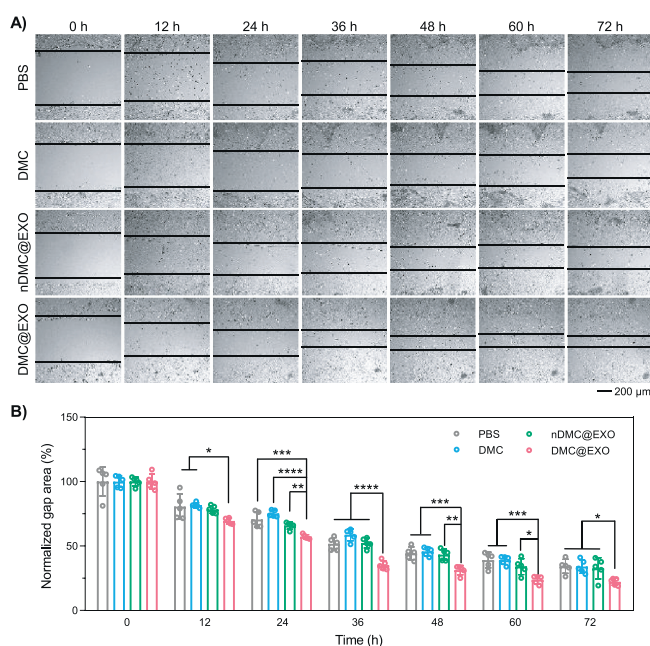 A)
0 h 12 h 24 h 36 h 48 h 60 h 72 h
PBS
DMC
nDMC@EXO
DMC@EXO
200 µm
B)
150
100
50
0
Normalized gap area (%)
PBS nDMC@EXO
DMC DMC@EXO
*
***
****
**
****
***
**
***
*
*
0 12 24 36 48 60 72
Time (h)